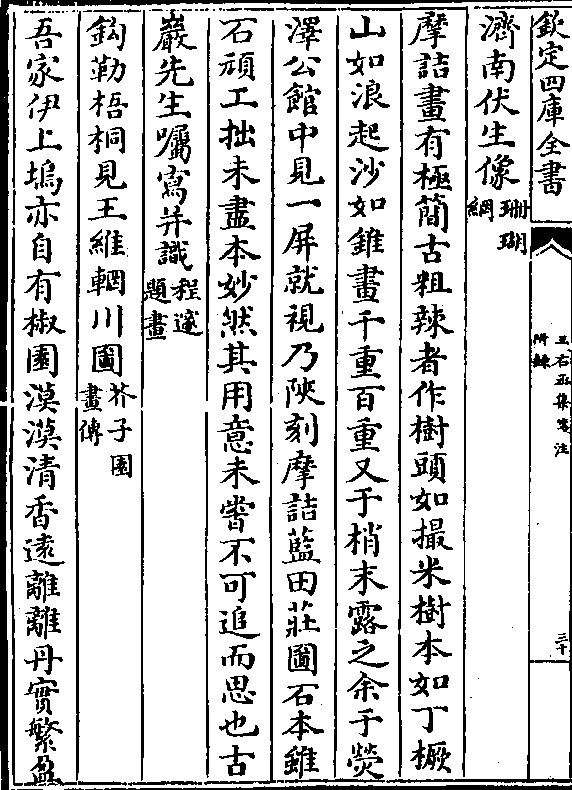 欽定四庫全書
王右丞集箋注
附録
三十
濟南伏生像珊瑚網
摩詰畫有極簡古粗辣者作樹頭如撮米樹本如丁橛
山如浪起沙如錐畫千重百重又于梢末露之余于熒
澤公館中見一屏就視乃陜刻摩詰藍田莊圖石本雖
石頑工拙未盡本妙然其用意未嘗不可追而思也古
巖先生囑寫并識程邃題畫
鈎勒梧桐見王維輞川圖芥子園畫傳
吾家伊上塢亦自有椒園漠漠清香逺離離丹實繁盈